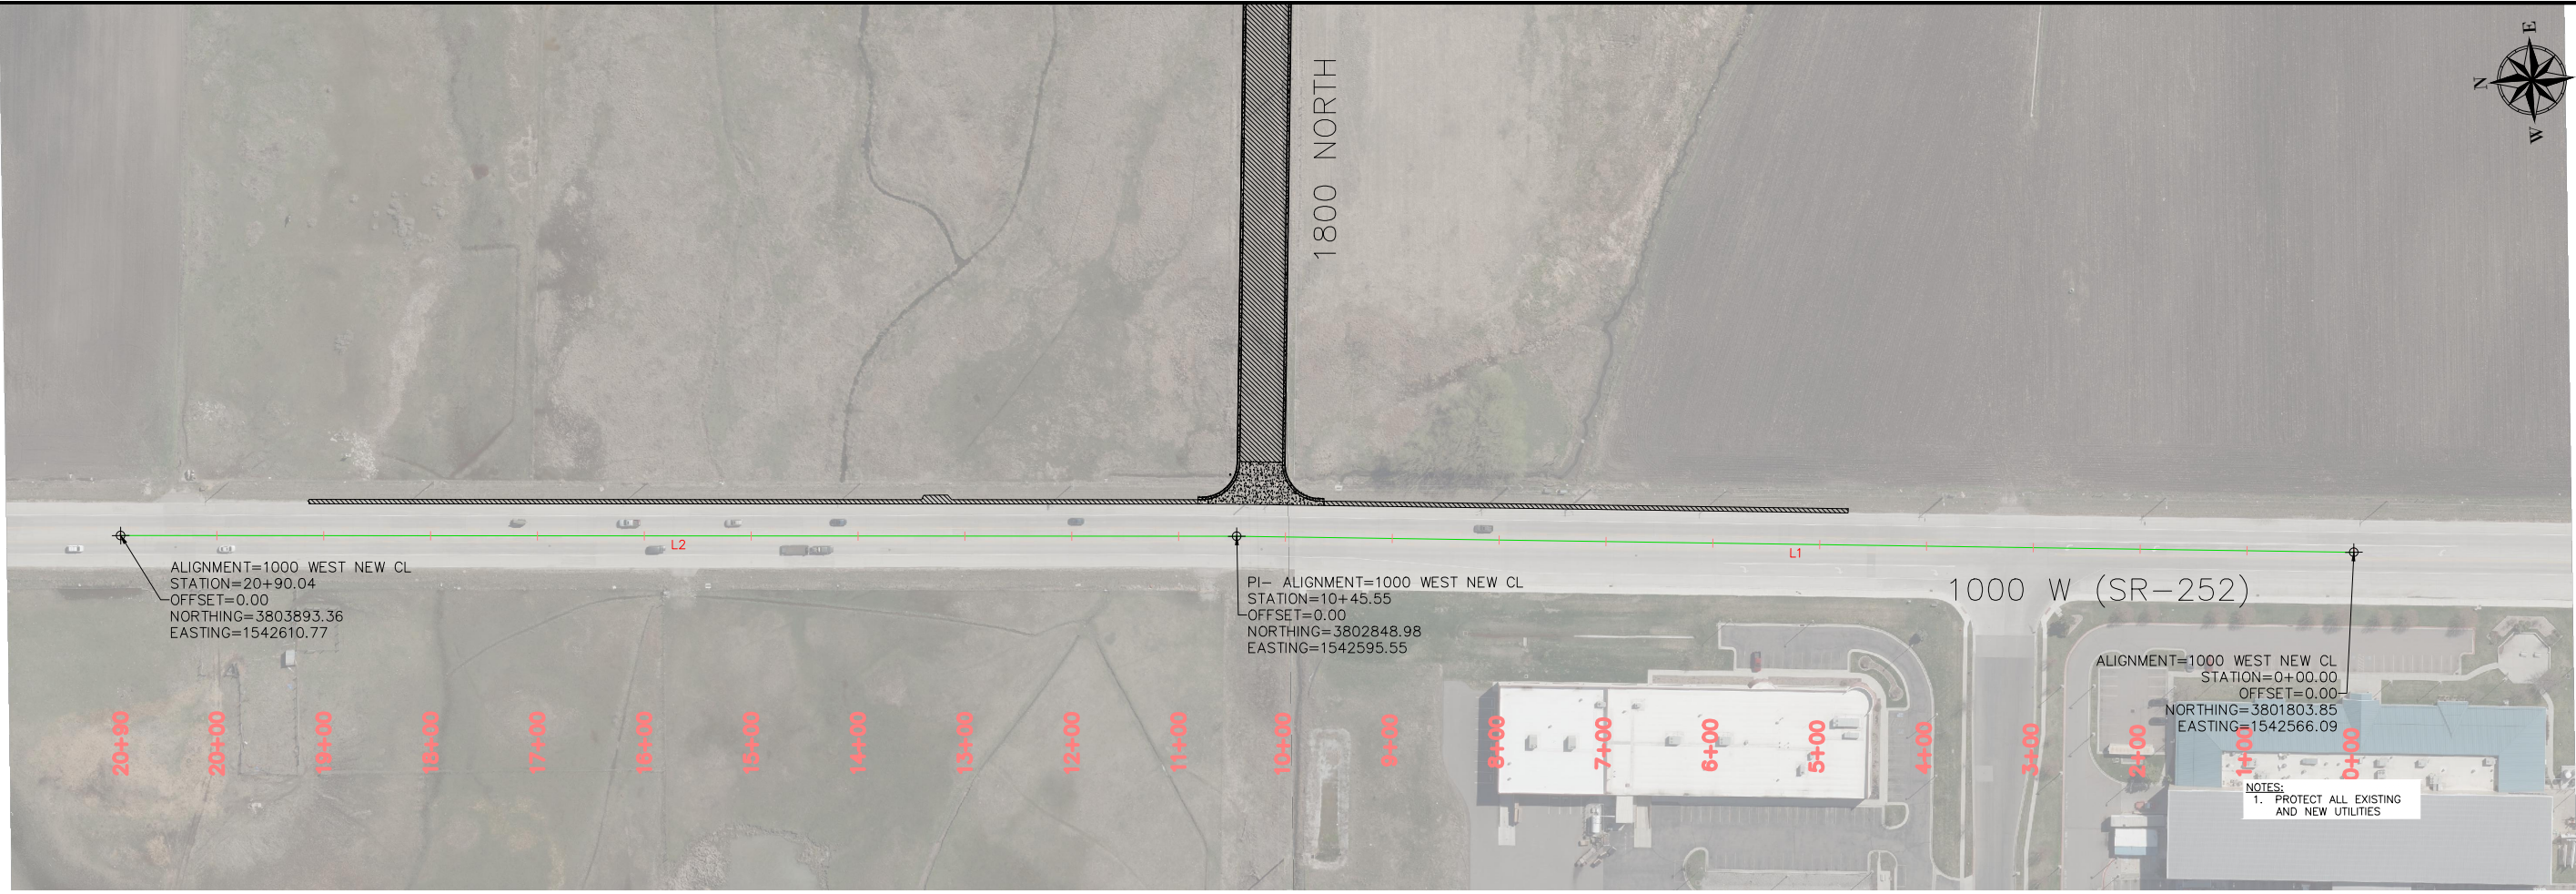 E
N
W
1800 NORTH
L2
L1
ALIGNMENT=1000 WEST NEW CL
STATION=20+90.04
OFFSET=0.00
NORTHING=3803893.36
EASTING=1542610.77
PI- ALIGNMENT=1000 WEST NEW CL
STATION=10+45.55
OFFSET=0.00
NORTHING=3802848.98
EASTING=1542595.55
1000 W (SR-252)
ALIGNMENT=1000 WEST NEW CL
STATION=0+00.00
OFFSET=0.00
NORTHING=3801803.85
EASTING=1542566.09
20+90
20+00
19+00
18+00
17+00
16+00
15+00
14+00
13+00
12+00
11+00
10+00
9+00
8+00
7+00
6+00
5+00
4+00
3+00
2+00
1+00
0+00
NOTES:
1. PROTECT ALL EXISTING
AND NEW UTILITIES